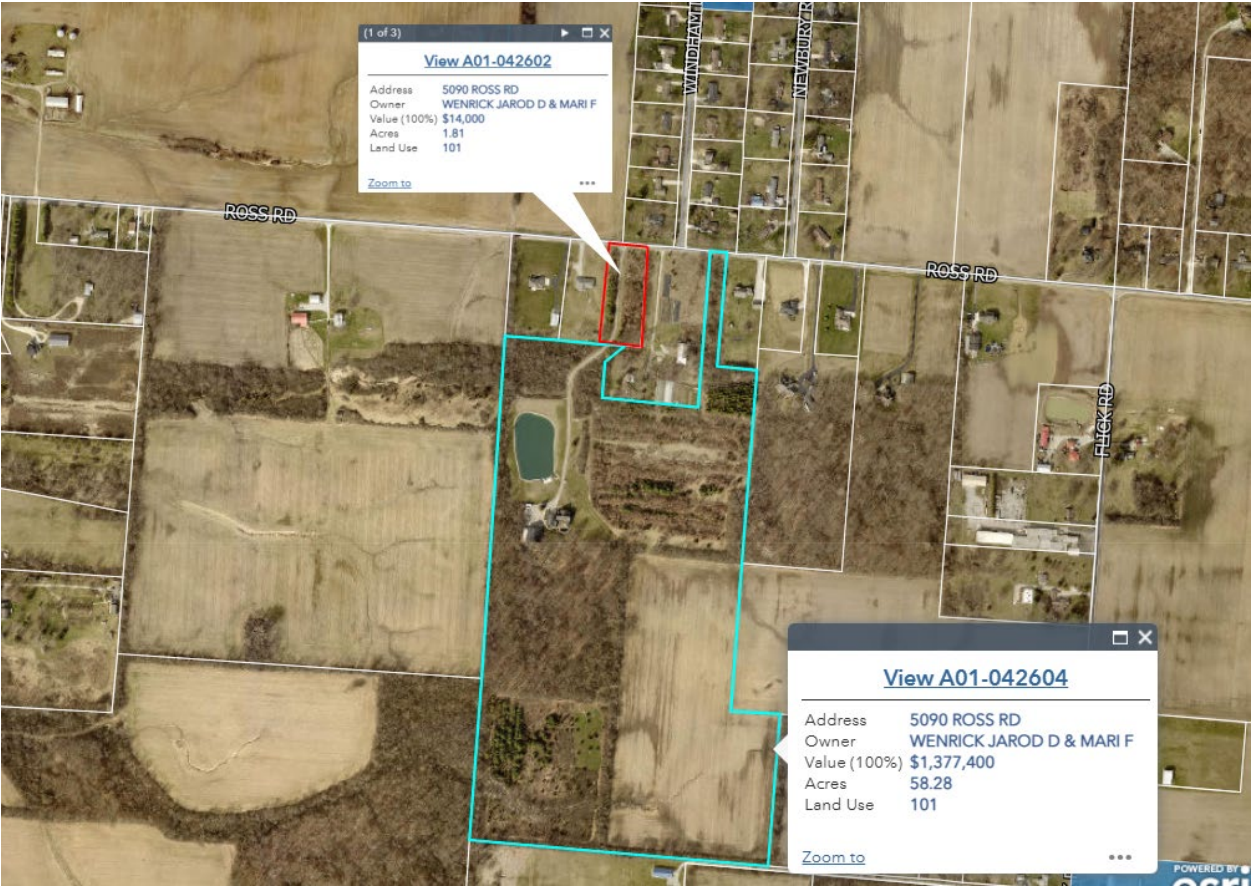 (1 of 3)
View A01-042602
Address 5090 ROSS RD
Owner WENRICK JAROD D & MARI F
Value (100%) $14,000
Acres 1.81
Land Use 101
Zoom to
WINDHAM
NEWBURY R
ROSS RD
ROSS RD
FLICK RD
View A01-042604
Address 5090 ROSS RD
Owner WENRICK JAROD D & MARI F
Value (100%) $1,377,400
Acres 58.28
Land Use 101
Zoom to
POWERED BY
esri